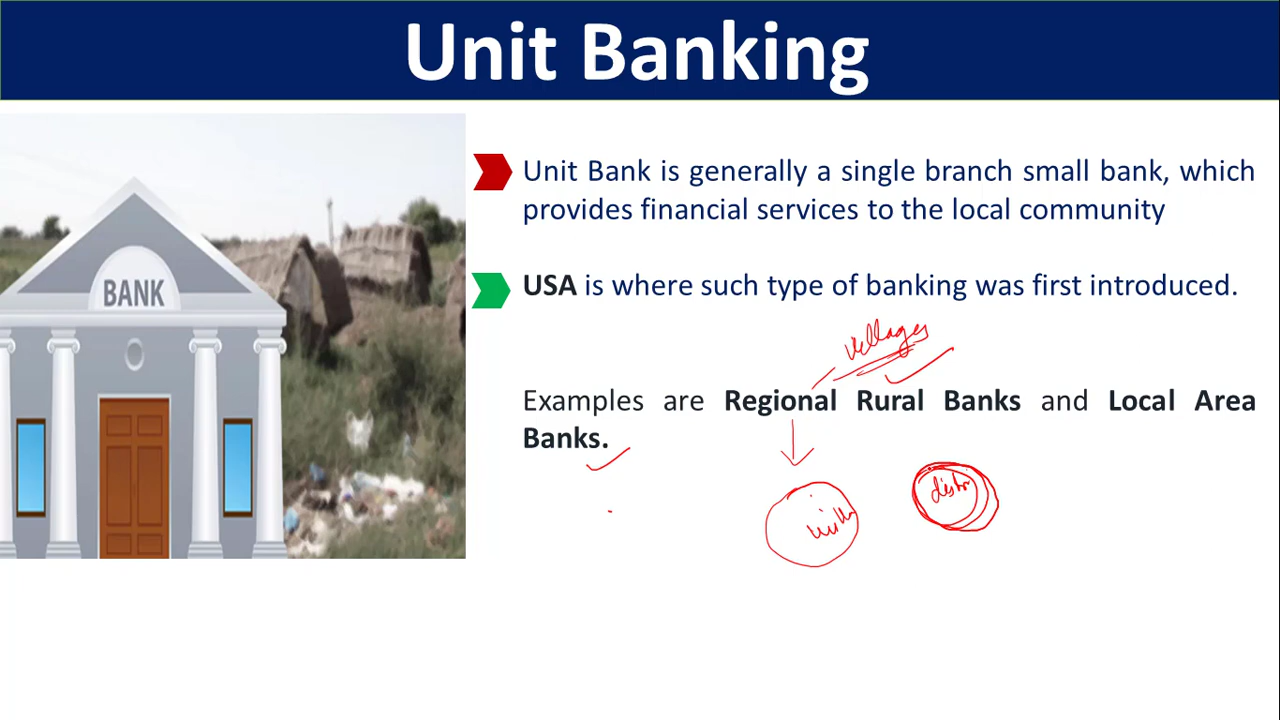 Unit Banking
BANK
Unit Bank is generally a single branch small bank, which
provides financial services to the local community
USA is where such type of banking was first introduced.
villages
Examples are Regional Rural Banks and Local Area
Banks.